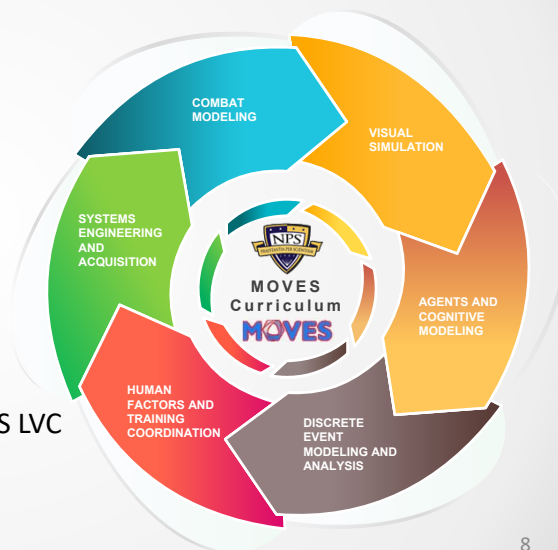 COMBAT
MODELING
VISUAL
SIMULATION
AGENTS AND
COGNITIVE
MODELING
DISCRETE
EVENT
MODELING AND
ANALYSIS
HUMAN
FACTORS AND
TRAINING
COORDINATION
SYSTEMS
ENGINEERING
AND
ACQUISITION
NPS
MOVES
Curriculum
MOVES
S LVC
8